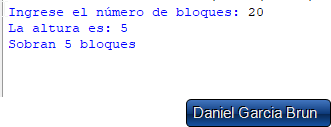 Ingrese el número de bloques: 20
La altura es: 5
Sobran 5 bloques
Daniel Garcia Brun